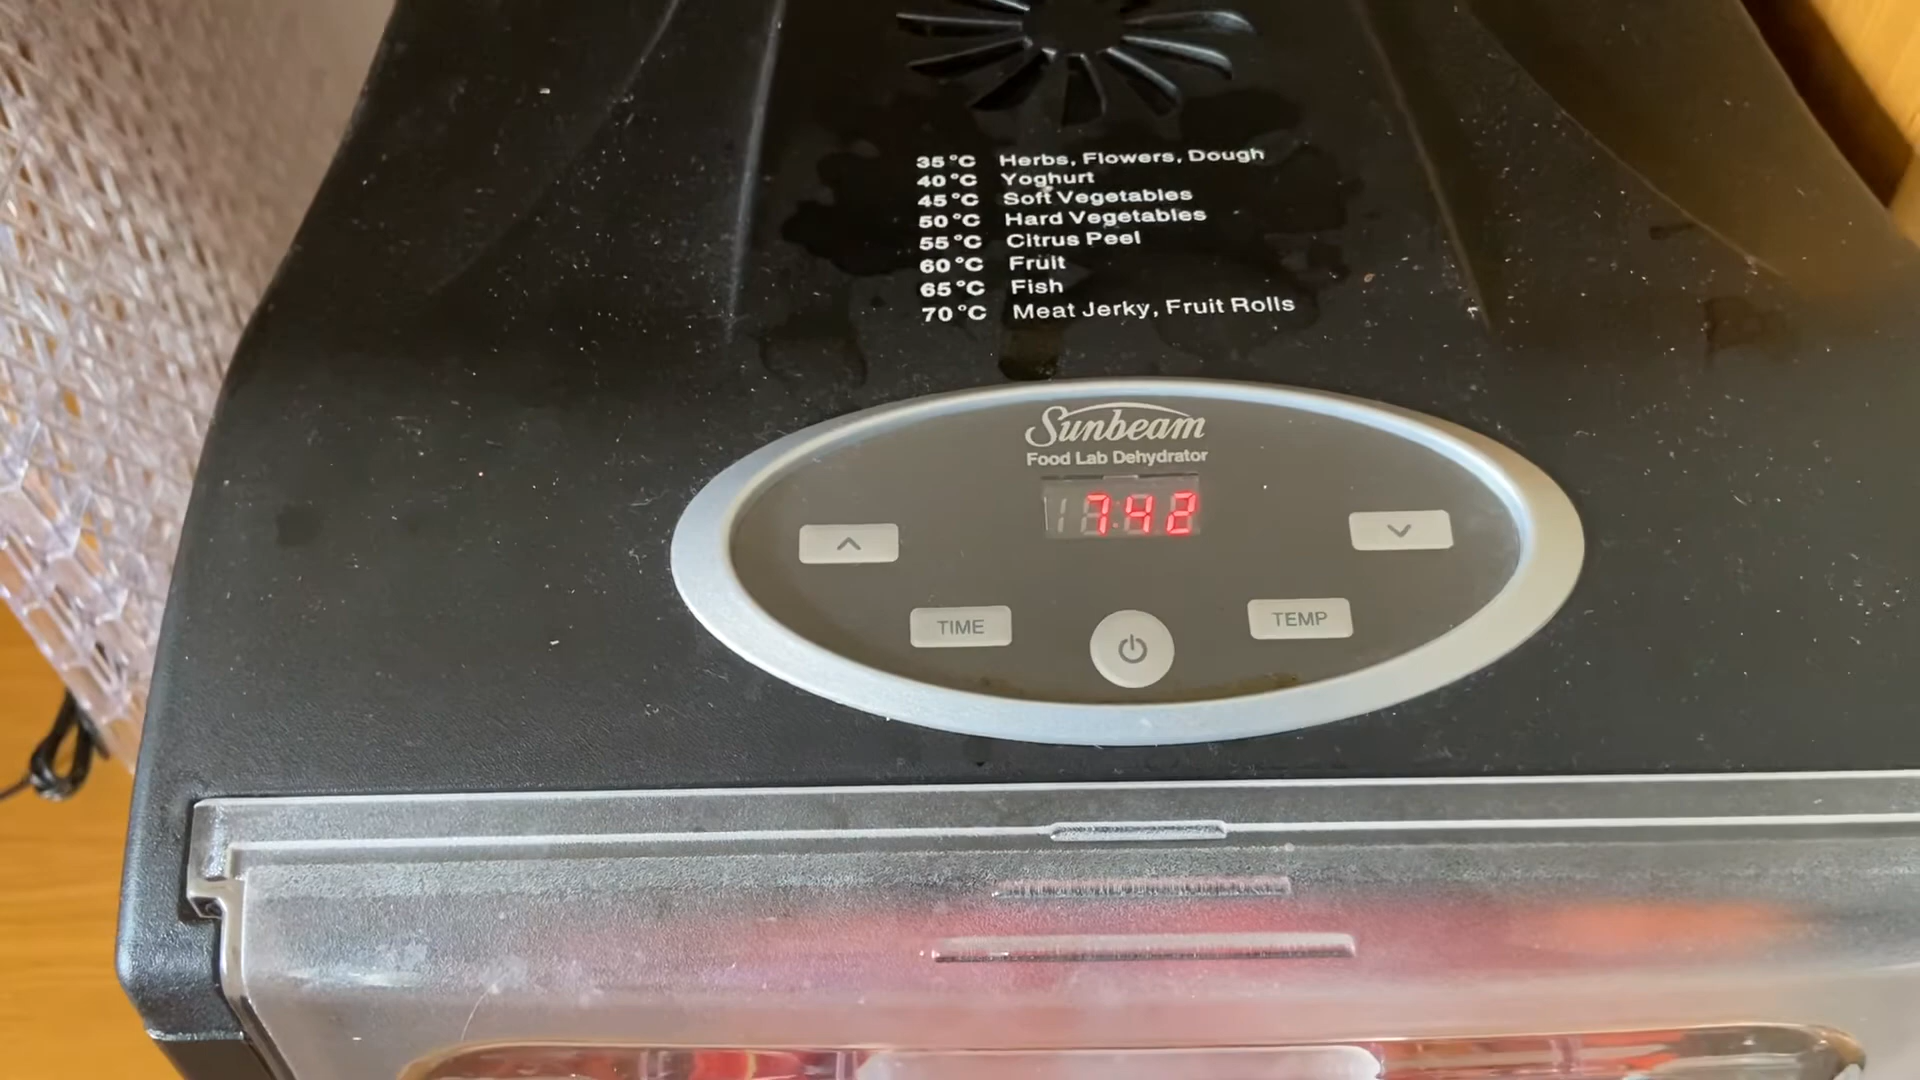 35°C Herbs, Flowers, Dough
40°C Yoghurt
45°C Soft Vegetables
50°C Hard Vegetables
55°C Citrus Peel
60°C Fruit
65°C Fish
70°C Meat Jerky, Fruit Rolls
Sunbeam
Food Lab Dehydrator
7:42
TIME
TEMP